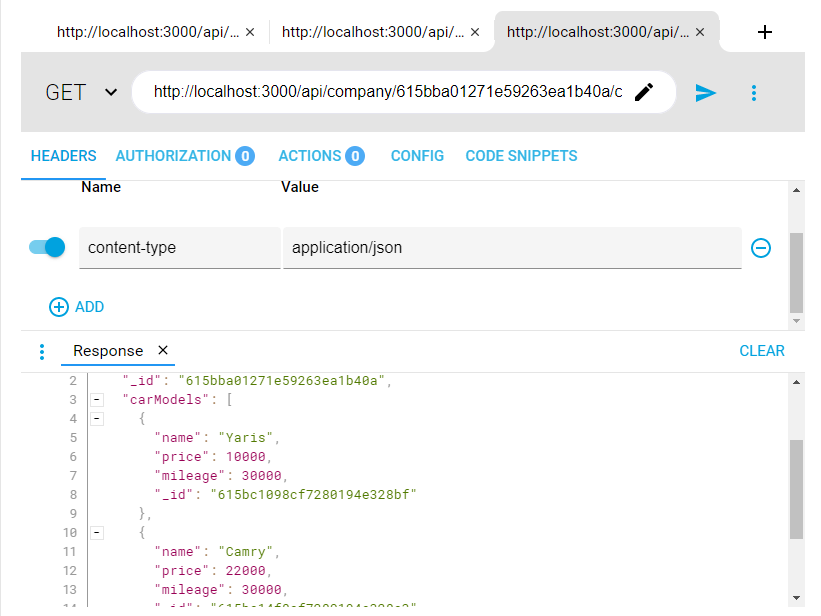 http://localhost:3000/api/... × http://localhost:3000/api/... × http://localhost:3000/api/... × +
GET http://localhost:3000/api/company/615bba01271e59263ea1b40a/c
HEADERS AUTHORIZATION 0 ACTIONS 0 CONFIG CODE SNIPPETS
Name Value
content-type application/json
ADD
Response × CLEAR
2 "_id": "615bba01271e59263ea1b40a",
3 - "carModels": [
4 - {
5 "name": "Yaris",
6 "price": 10000,
7 "mileage": 30000,
8 "_id": "615bc1098cf7280194e328bf"
9 },
10 - {
11 "name": "Camry",
12 "price": 22000,
13 "mileage": 30000,
14 "_id":